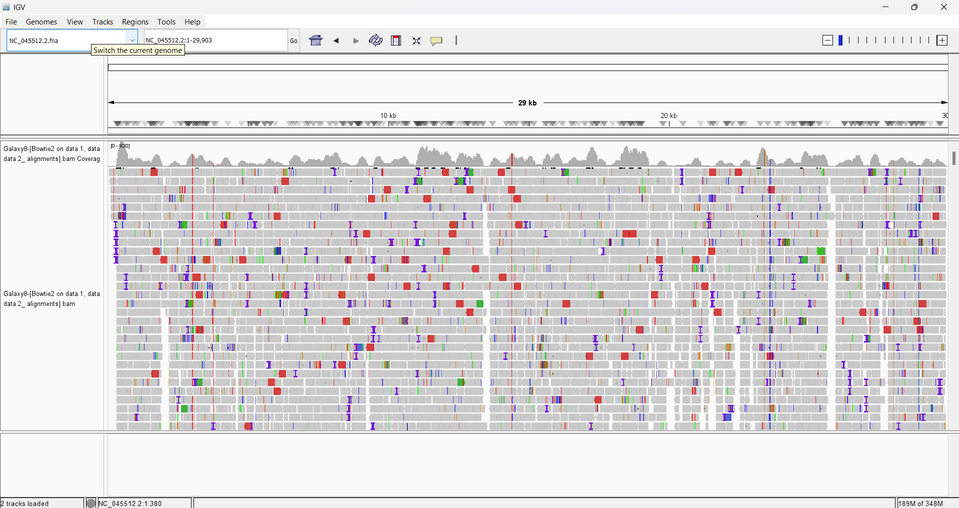 IGV
File Genomes View Tracks Regions Tools Help
NC_045512.2.fna NC_045512.2:1-29,903 Go
Switch the current genome
29 kb
10 kb 20 kb 30
Galaxy8-[Bowtie2 on data 1, data
data 2_ alignments].bam Coverag
[0 - 820]
Galaxy8-[Bowtie2 on data 1, data
data 2_ alignments].bam
2 tracks loaded NC_045512.2:1.380 189M of 348M